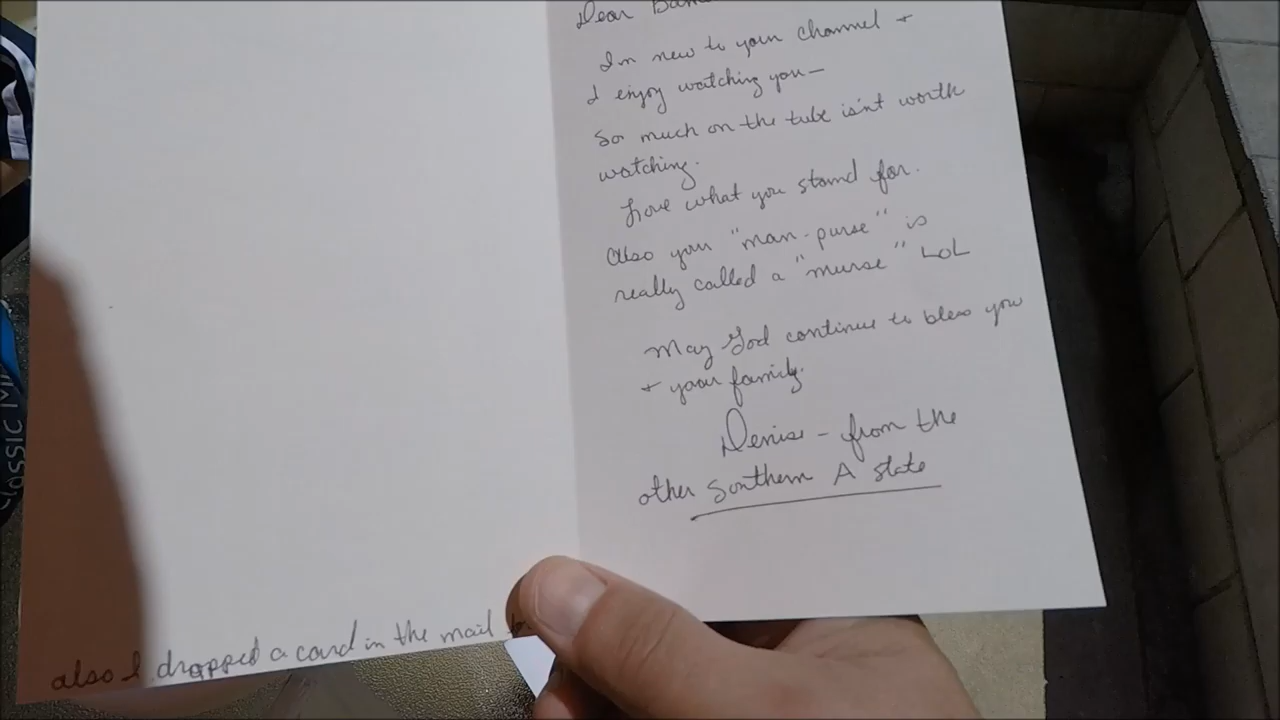 Dear
I'm new to your channel +
I enjoy watching you—
So much on the tube isn't worth
watching.
Love what you stand for.
Also your "man-purse" is
really called a "murse" LOL
May God continue to bless you
+ your family.
Denise - from the
other Southern A state
also I dropped a card in the mail
Classic